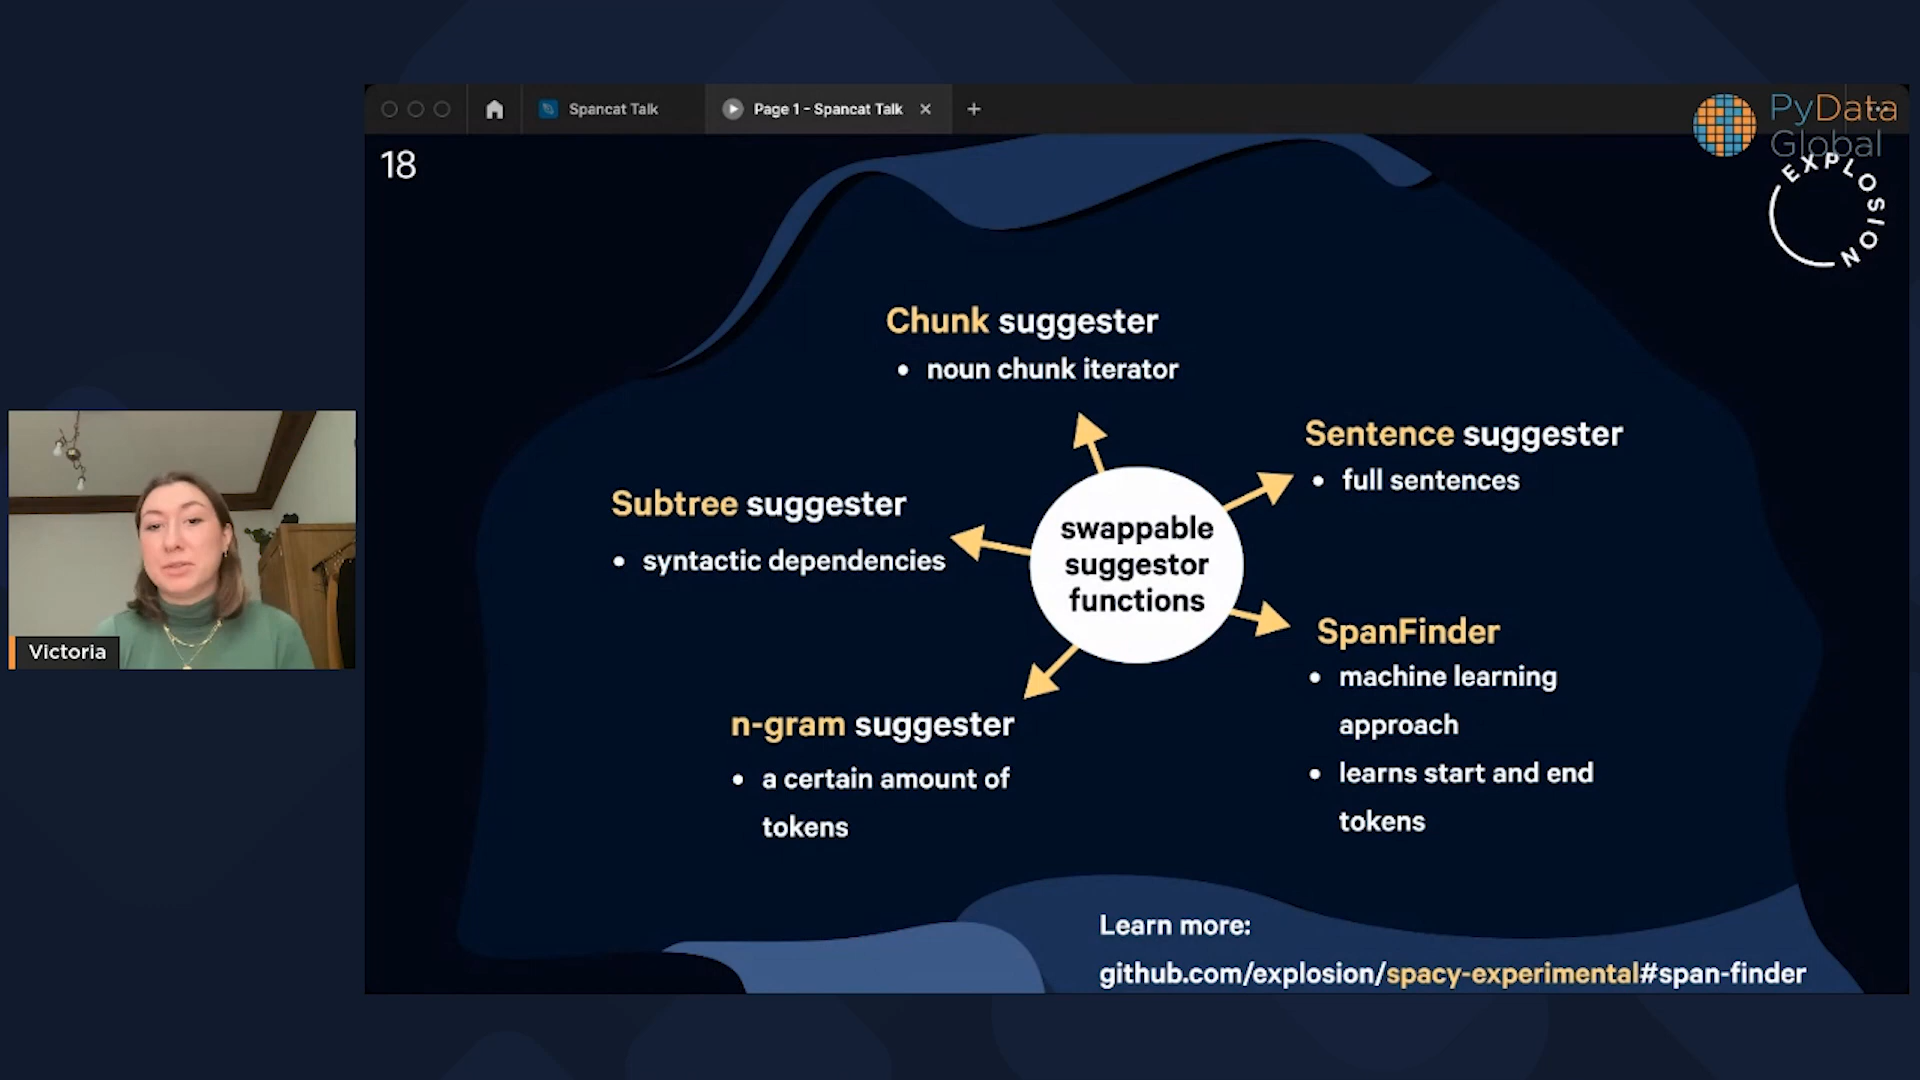 Spancat Talk
Page 1 - Spancat Talk
PyData
Global
18
EXPLOSION
Chunk suggester
• noun chunk iterator
Sentence suggester
• full sentences
Subtree suggester
• syntactic dependencies
swappable
suggestor
functions
SpanFinder
• machine learning
approach
• learns start and end
tokens
n-gram suggester
• a certain amount of
tokens
Victoria
Learn more:
github.com/explosion/spacy-experimental#span-finder